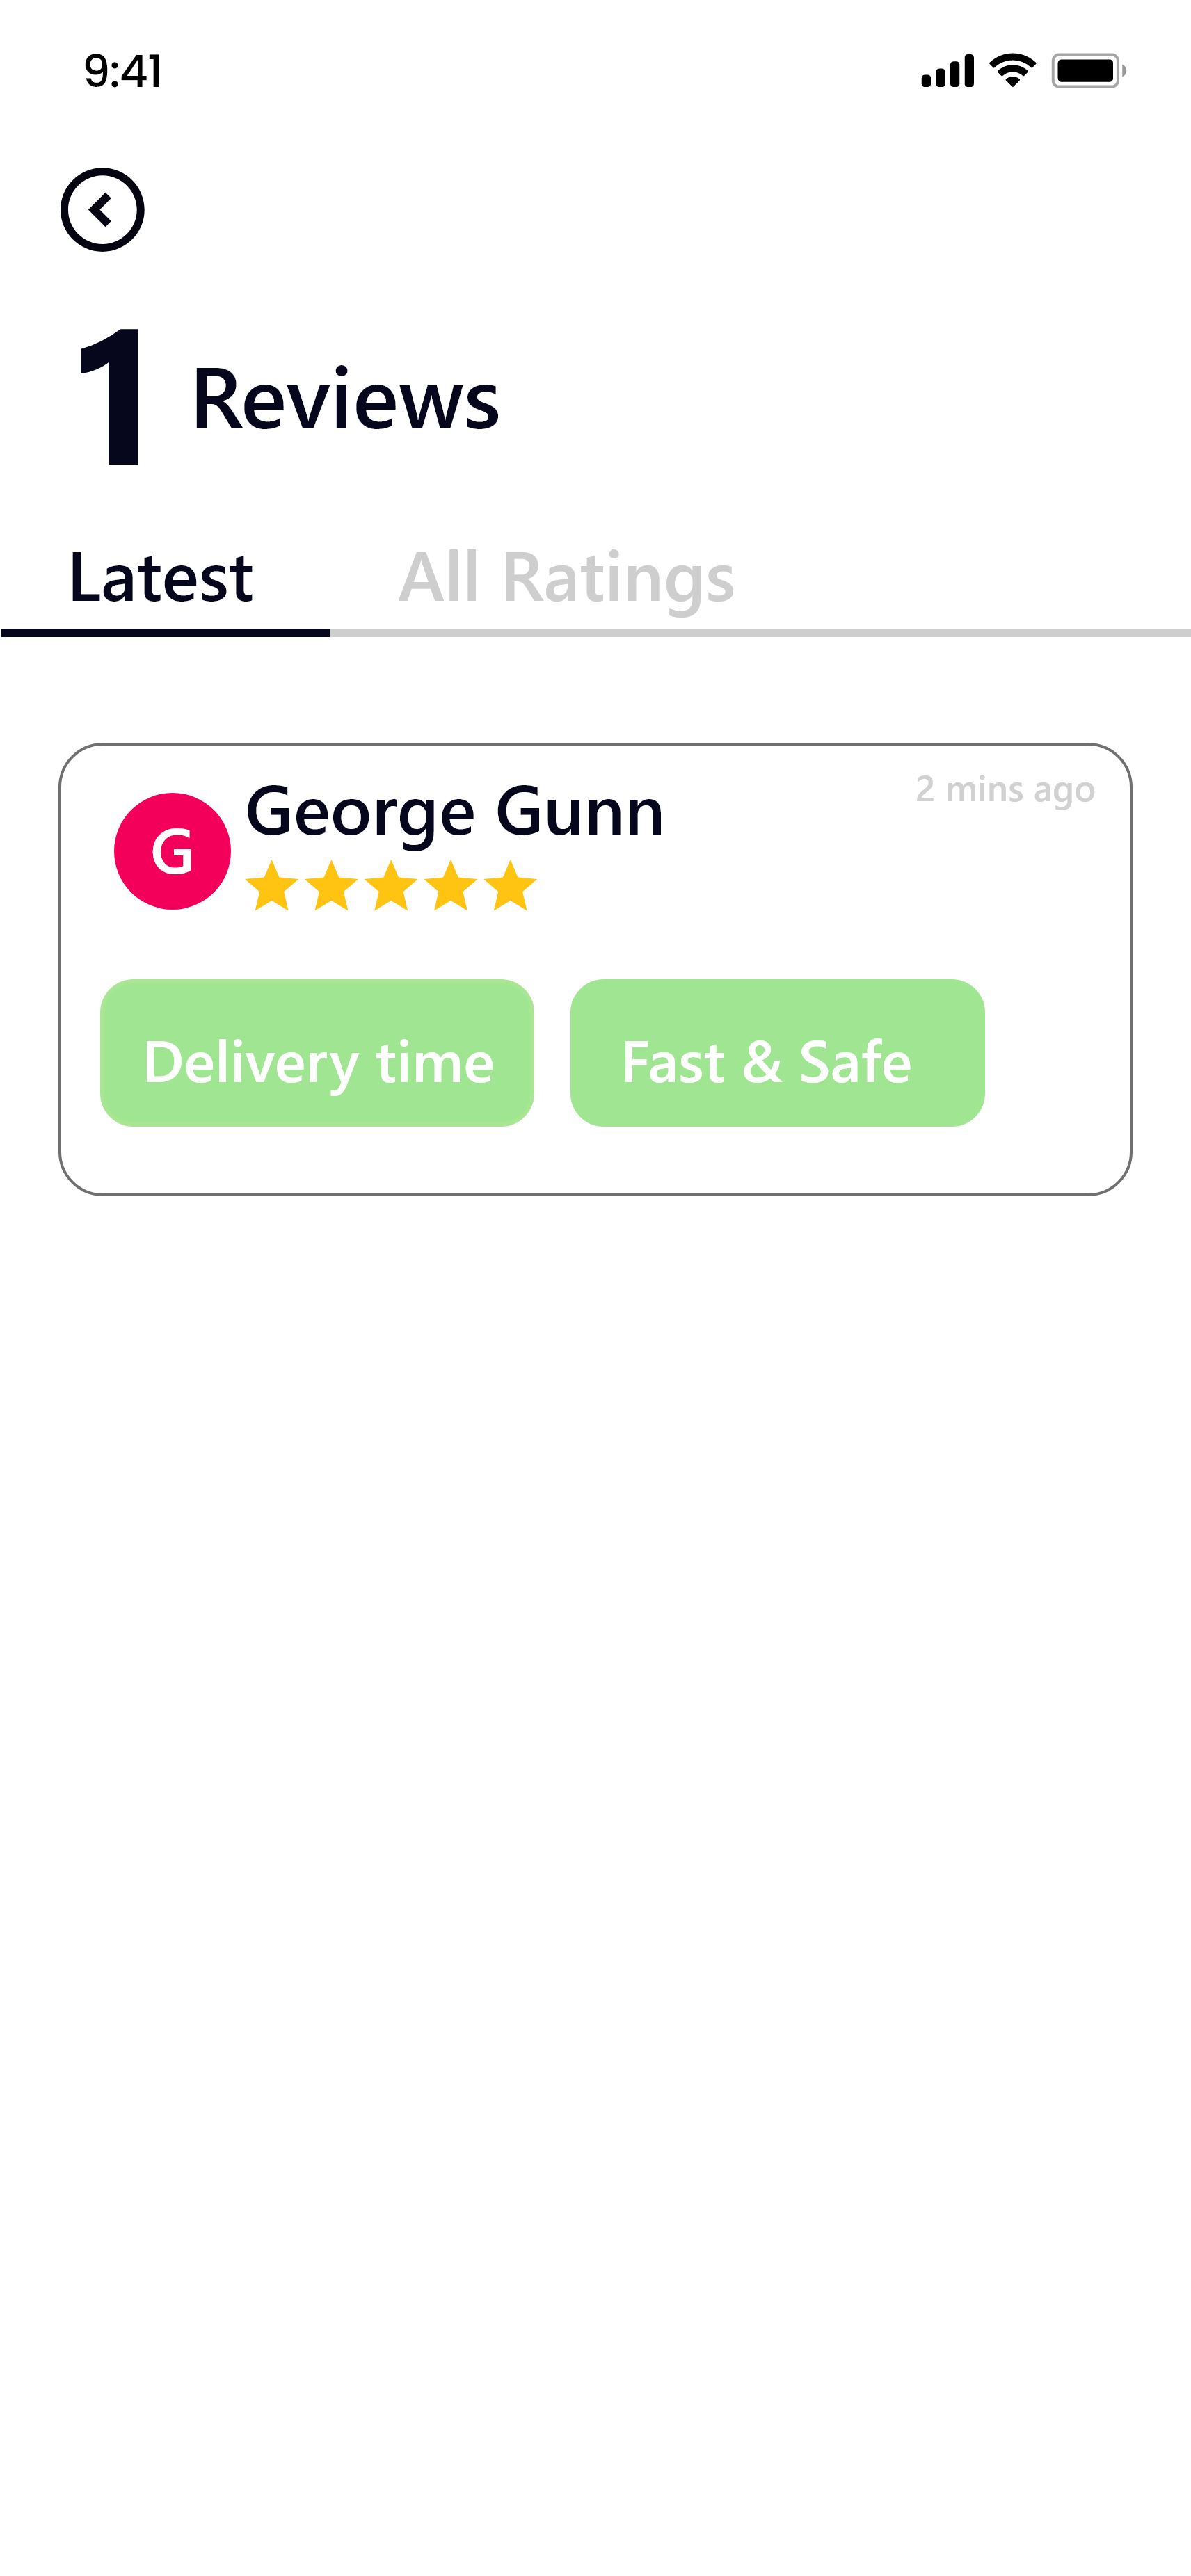 9:41
1 Reviews
Latest All Ratings
George Gunn
2 mins ago
G
Delivery time Fast & Safe